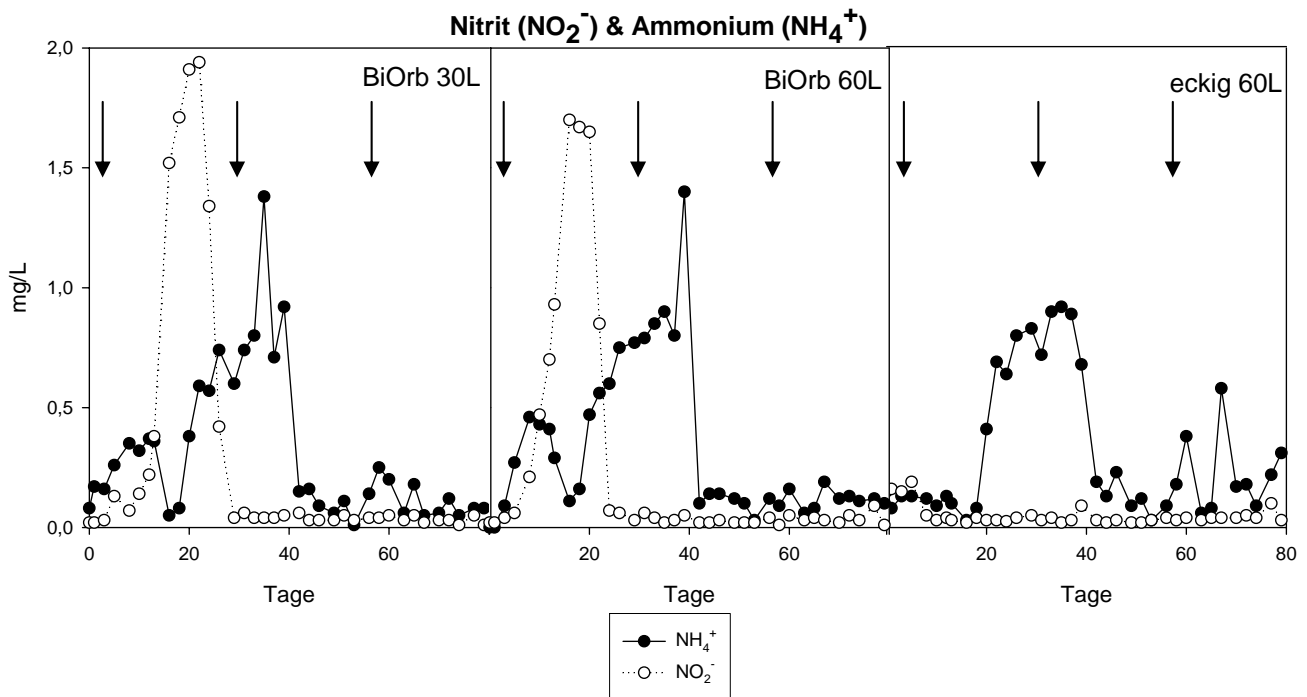 Nitrit (NO₂⁻) & Ammonium (NH₄⁺)
BiOrb 30L
BiOrb 60L
eckig 60L
mg/L
2,0
1,5
1,0
0,5
0,0
0 20 40 60
20 40 60
20 40 60 80
Tage
Tage
Tage
NH₄⁺
NO₂⁻